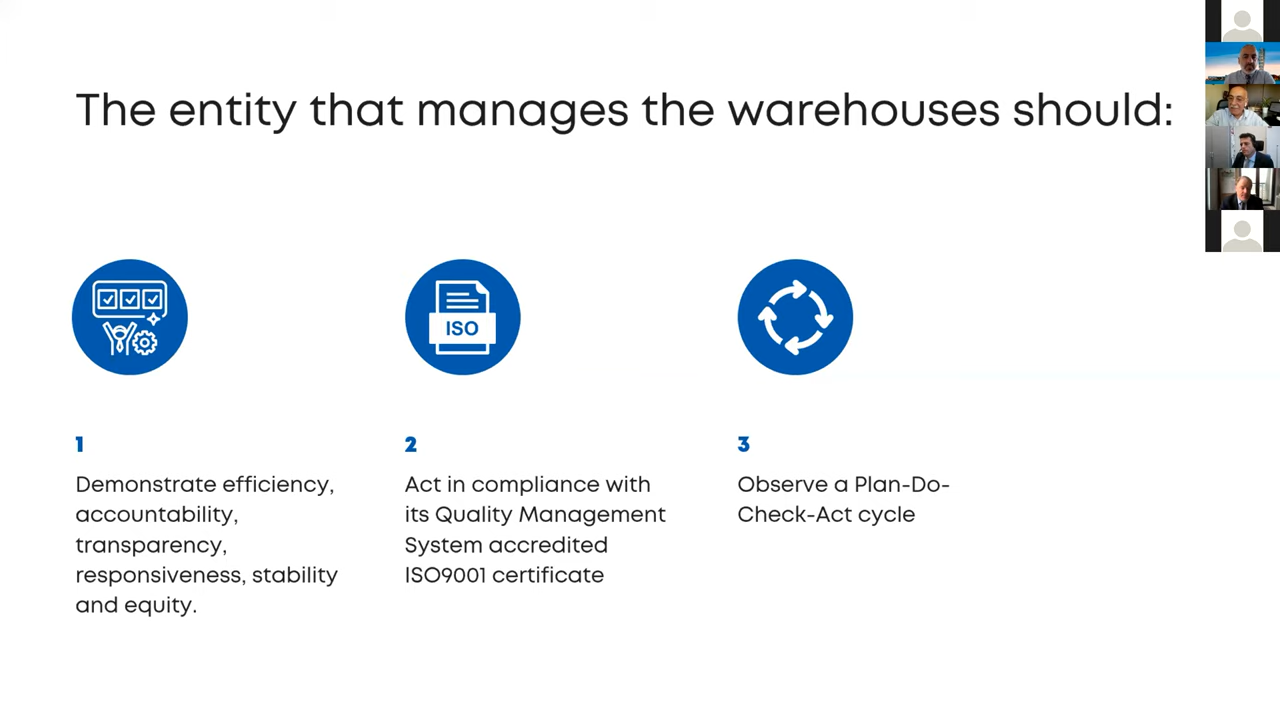 The entity that manages the warehouses should:
ISO
1
Demonstrate efficiency,
accountability,
transparency,
responsiveness, stability
and equity.
2
Act in compliance with
its Quality Management
System accredited
ISO9001 certificate
3
Observe a Plan-Do-
Check-Act cycle